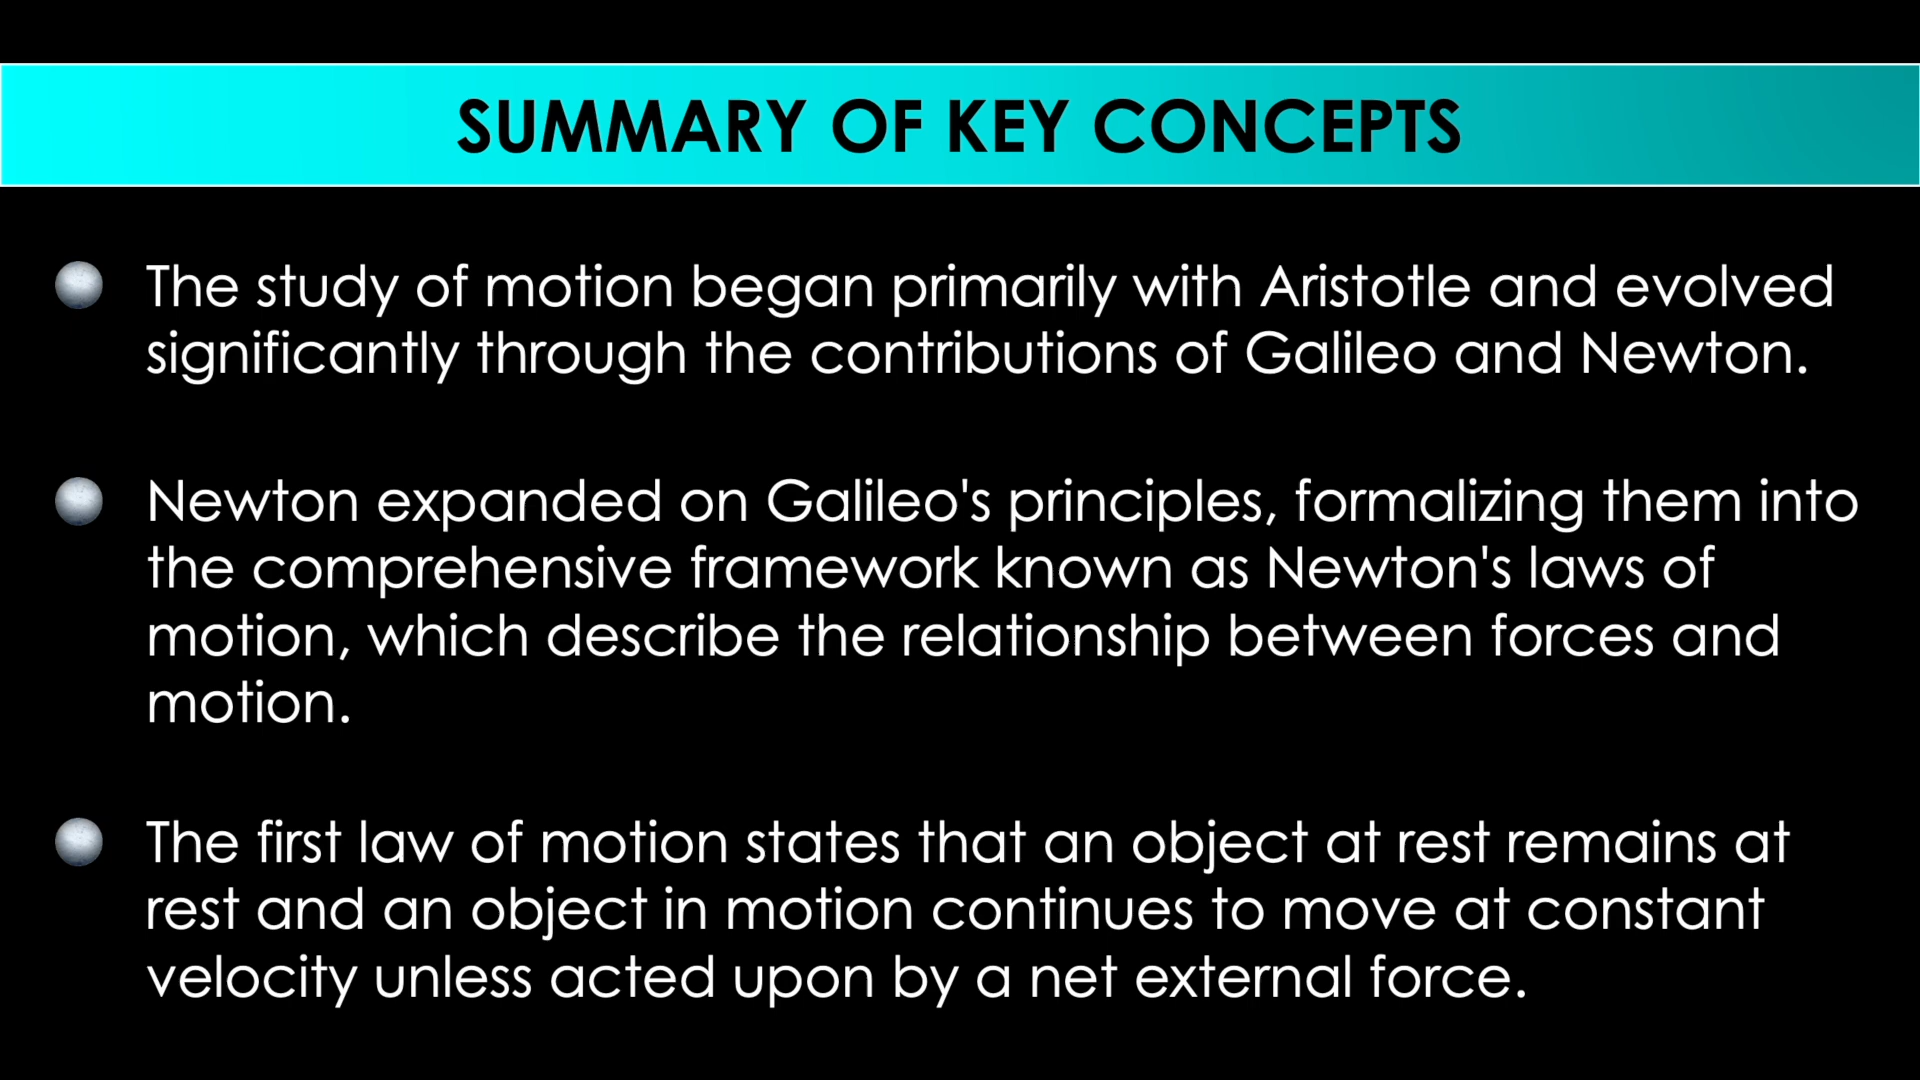 SUMMARY OF KEY CONCEPTS
The study of motion began primarily with Aristotle and evolved
significantly through the contributions of Galileo and Newton.
Newton expanded on Galileo's principles, formalizing them into
the comprehensive framework known as Newton's laws of
motion, which describe the relationship between forces and
motion.
The first law of motion states that an object at rest remains at
rest and an object in motion continues to move at constant
velocity unless acted upon by a net external force.